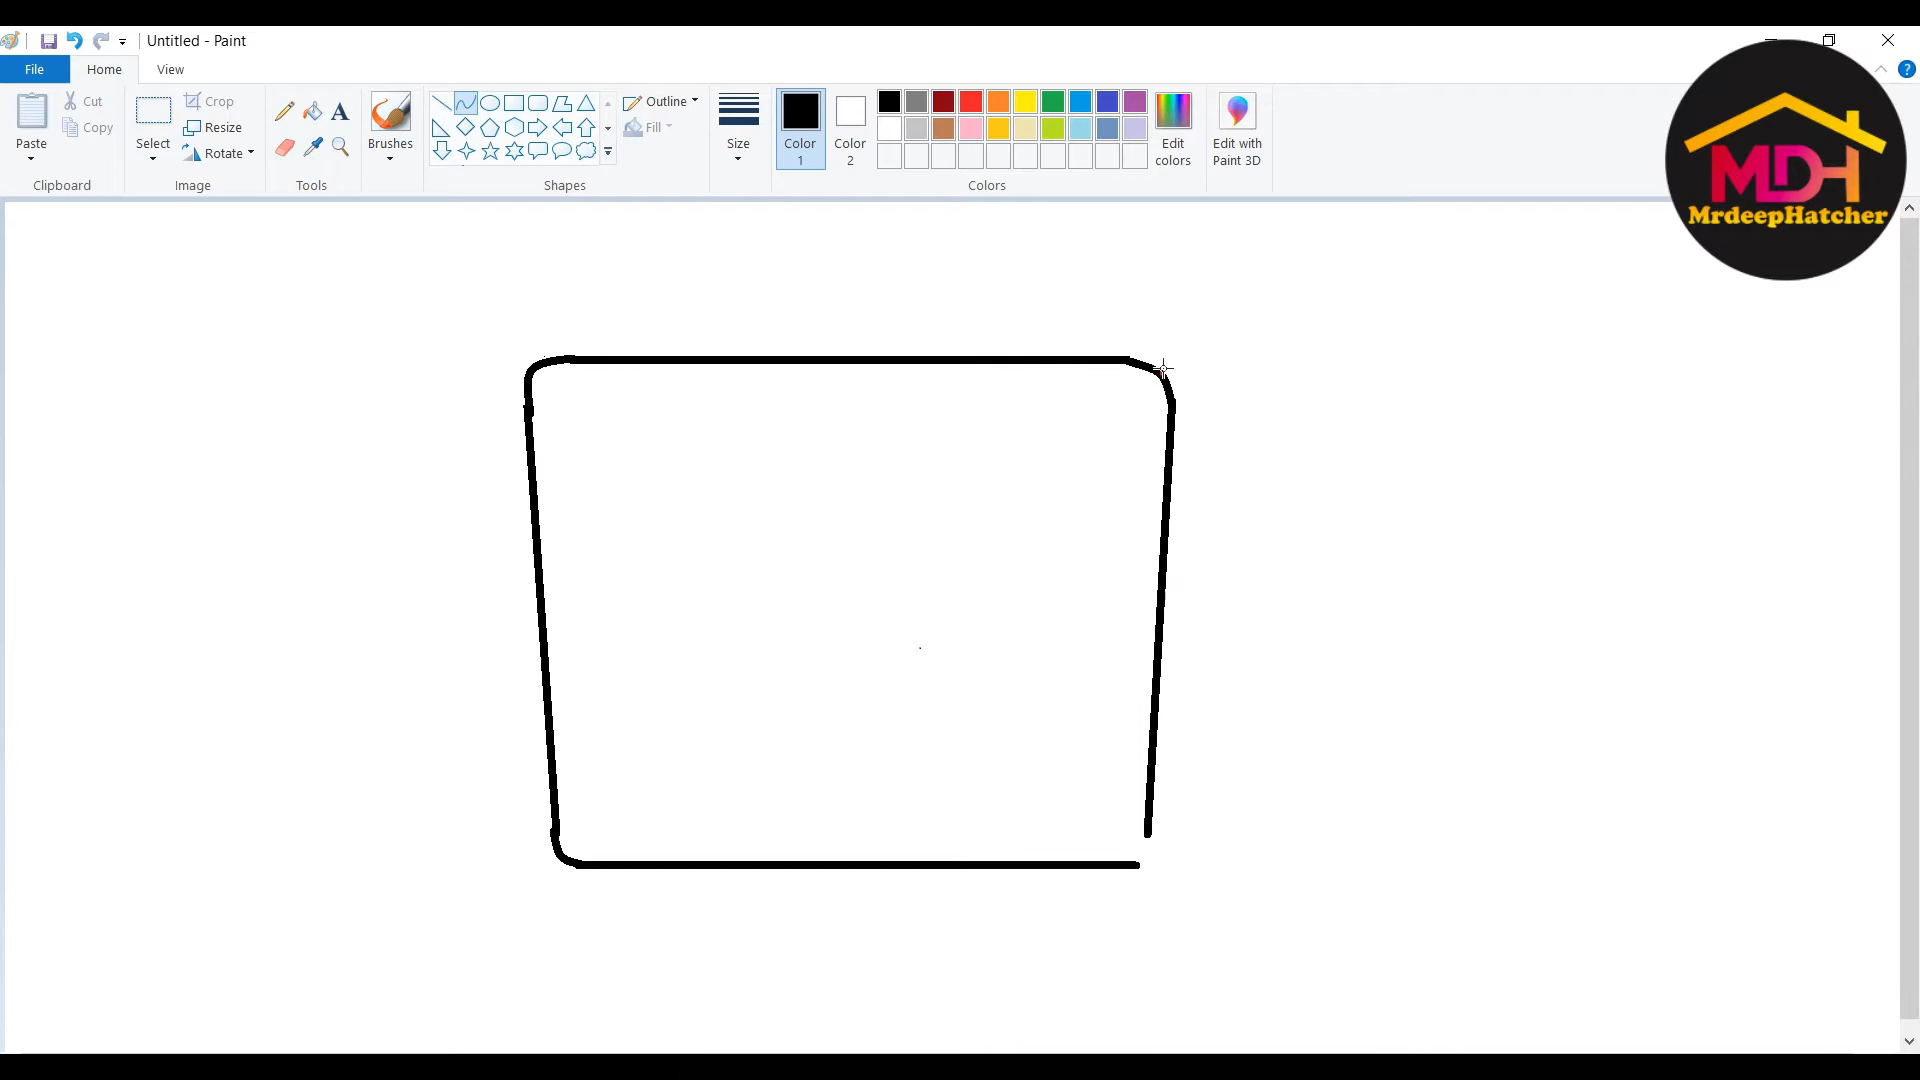 Untitled - Paint
File Home View
Paste
Cut
Copy
Clipboard
Select
Crop
Resize
Rotate
Image
A
Tools
Brushes
Outline
Fill
Shapes
Size
Color
1
Color
2
Edit
colors
Colors
Edit with
Paint 3D
?
MDH
MrdeepHatcher